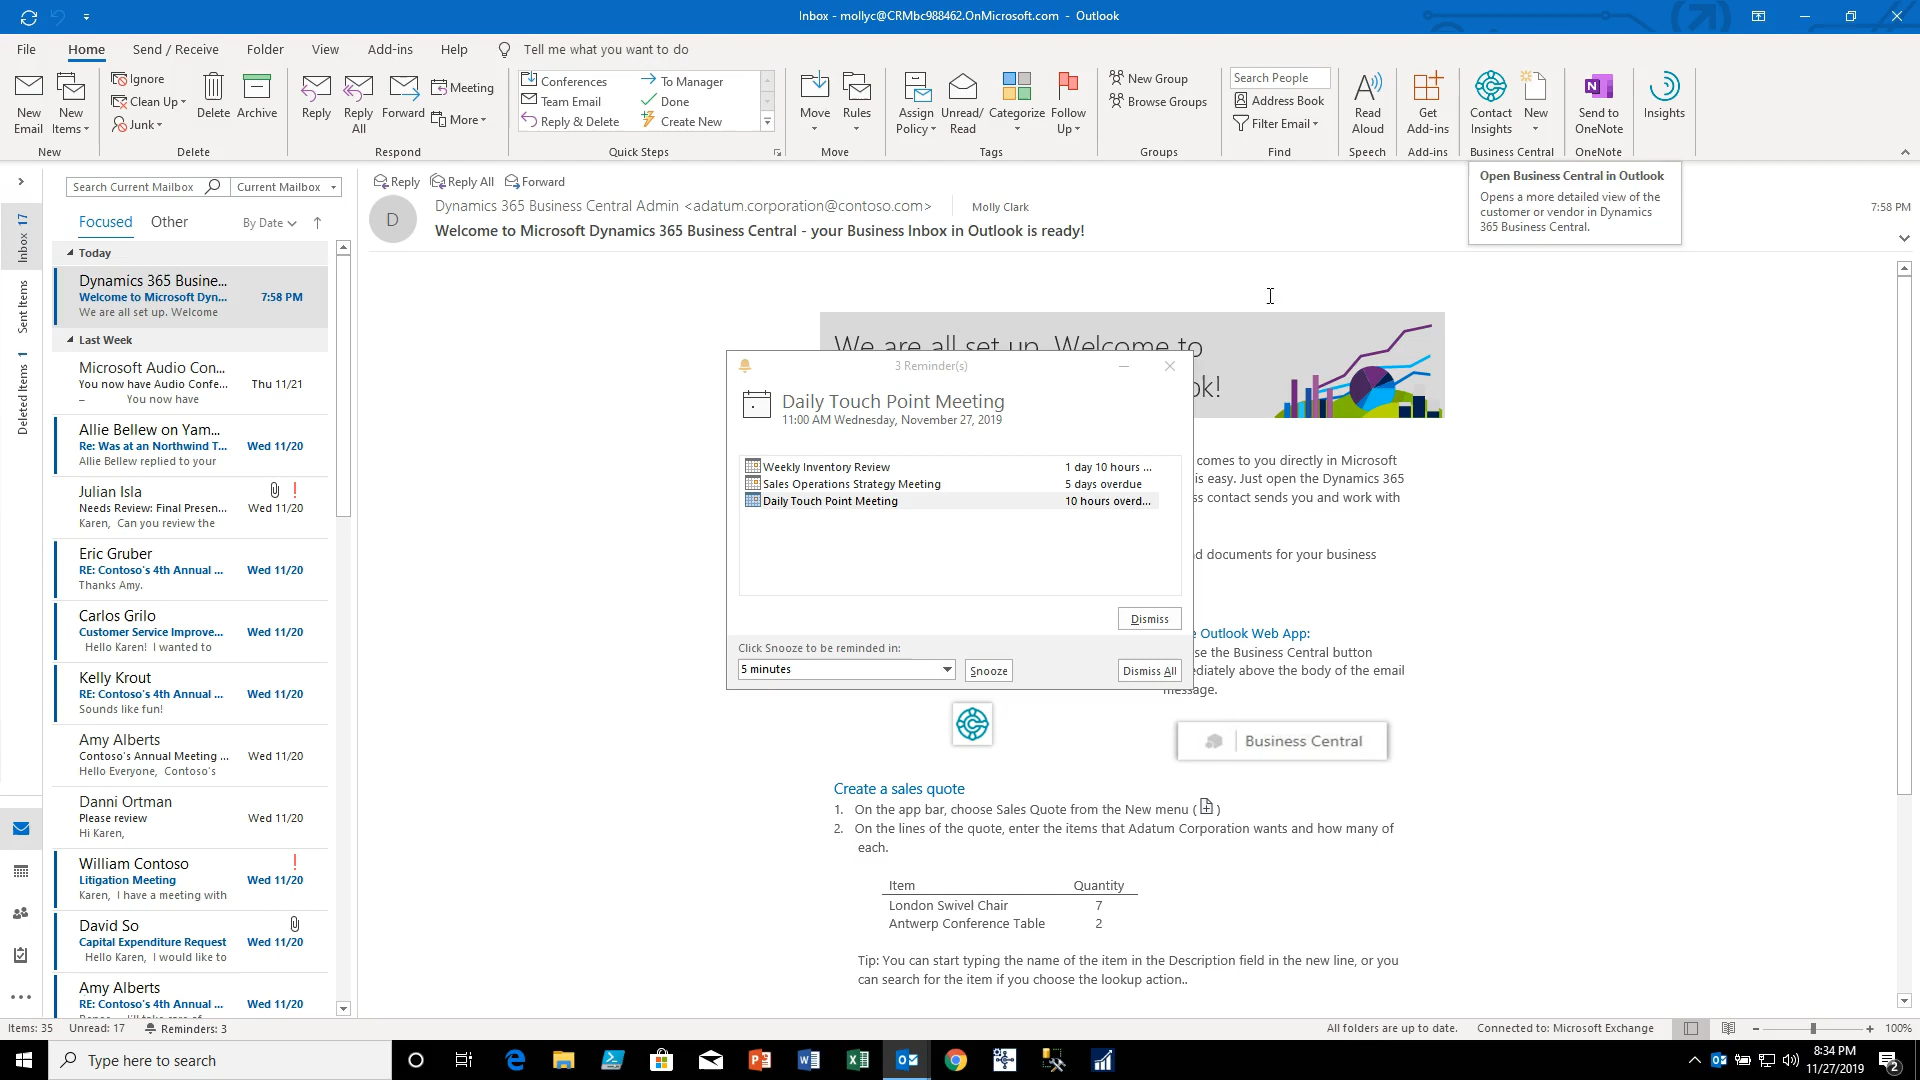 Inbox - mollyc@CRMbc988462.OnMicrosoft.com - Outlook
File Home Send / Receive Folder View Add-ins Help Tell me what you want to do
New Email
New Items
Ignore
Clean Up
Junk
Delete
Archive
Reply
Reply All
Forward
Meeting
More
Conferences
Team Email
Reply & Delete
To Manager
Done
Create New
Move
Rules
Assign Policy
Unread/ Read
Categorize
Follow Up
New Group
Browse Groups
Search People
Address Book
Filter Email
Read Aloud
Get Add-ins
Contact Insights
New
Send to OneNote
Insights
New Delete Respond Quick Steps Move Tags Groups Find Speech Add-ins Business Central OneNote
Open Business Central in Outlook
Opens a more detailed view of the
customer or vendor in Dynamics
365 Business Central.
Inbox 17
Sent Items
Deleted Items 1
Search Current Mailbox Current Mailbox
Focused Other By Date
Today
Dynamics 365 Busine...
Welcome to Microsoft Dyn... 7:58 PM
We are all set up. Welcome
Last Week
Microsoft Audio Con...
You now have Audio Confe... Thu 11/21
– You now have
Allie Bellew on Yam...
Re: Was at an Northwind T... Wed 11/20
Allie Bellew replied to your
Julian Isla
Needs Review: Final Presen... Wed 11/20
Karen, Can you review the
Eric Gruber
RE: Contoso's 4th Annual ... Wed 11/20
Thanks Amy.
Carlos Grilo
Customer Service Improve... Wed 11/20
Hello Karen! I wanted to
Kelly Krout
RE: Contoso's 4th Annual ... Wed 11/20
Sounds like fun!
Amy Alberts
Contoso's Annual Meeting ... Wed 11/20
Hello Everyone, Contoso's
Danni Ortman
Please review Wed 11/20
Hi Karen,
William Contoso
Litigation Meeting Wed 11/20
Karen, I have a meeting with
David So
Capital Expenditure Request Wed 11/20
Hello Karen, I would like to
Amy Alberts
RE: Contoso's 4th Annual ... Wed 11/20
Reply Reply All Forward
D
Dynamics 365 Business Central Admin <adatum.corporation@contoso.com> Molly Clark
7:58 PM
Welcome to Microsoft Dynamics 365 Business Central - your Business Inbox in Outlook is ready!
We are all set up. Welcome to
ok!
3 Reminder(s)
Daily Touch Point Meeting
11:00 AM Wednesday, November 27, 2019
Weekly Inventory Review 1 day 10 hours ...
Sales Operations Strategy Meeting 5 days overdue
Daily Touch Point Meeting 10 hours overd...
Dismiss
Click Snooze to be reminded in:
5 minutes Snooze Dismiss All
comes to you directly in Microsoft
is easy. Just open the Dynamics 365
ss contact sends you and work with
d documents for your business
e Outlook Web App:
se the Business Central button
ediately above the body of the email
message.
Business Central
Create a sales quote
1. On the app bar, choose Sales Quote from the New menu ( )
2. On the lines of the quote, enter the items that Adatum Corporation wants and how many of
each.
Item Quantity
London Swivel Chair 7
Antwerp Conference Table 2
Tip: You can start typing the name of the item in the Description field in the new line, or you
can search for the item if you choose the lookup action..
Items: 35 Unread: 17 Reminders: 3
All folders are up to date. Connected to: Microsoft Exchange 100%
Type here to search
8:34 PM
11/27/2019
2